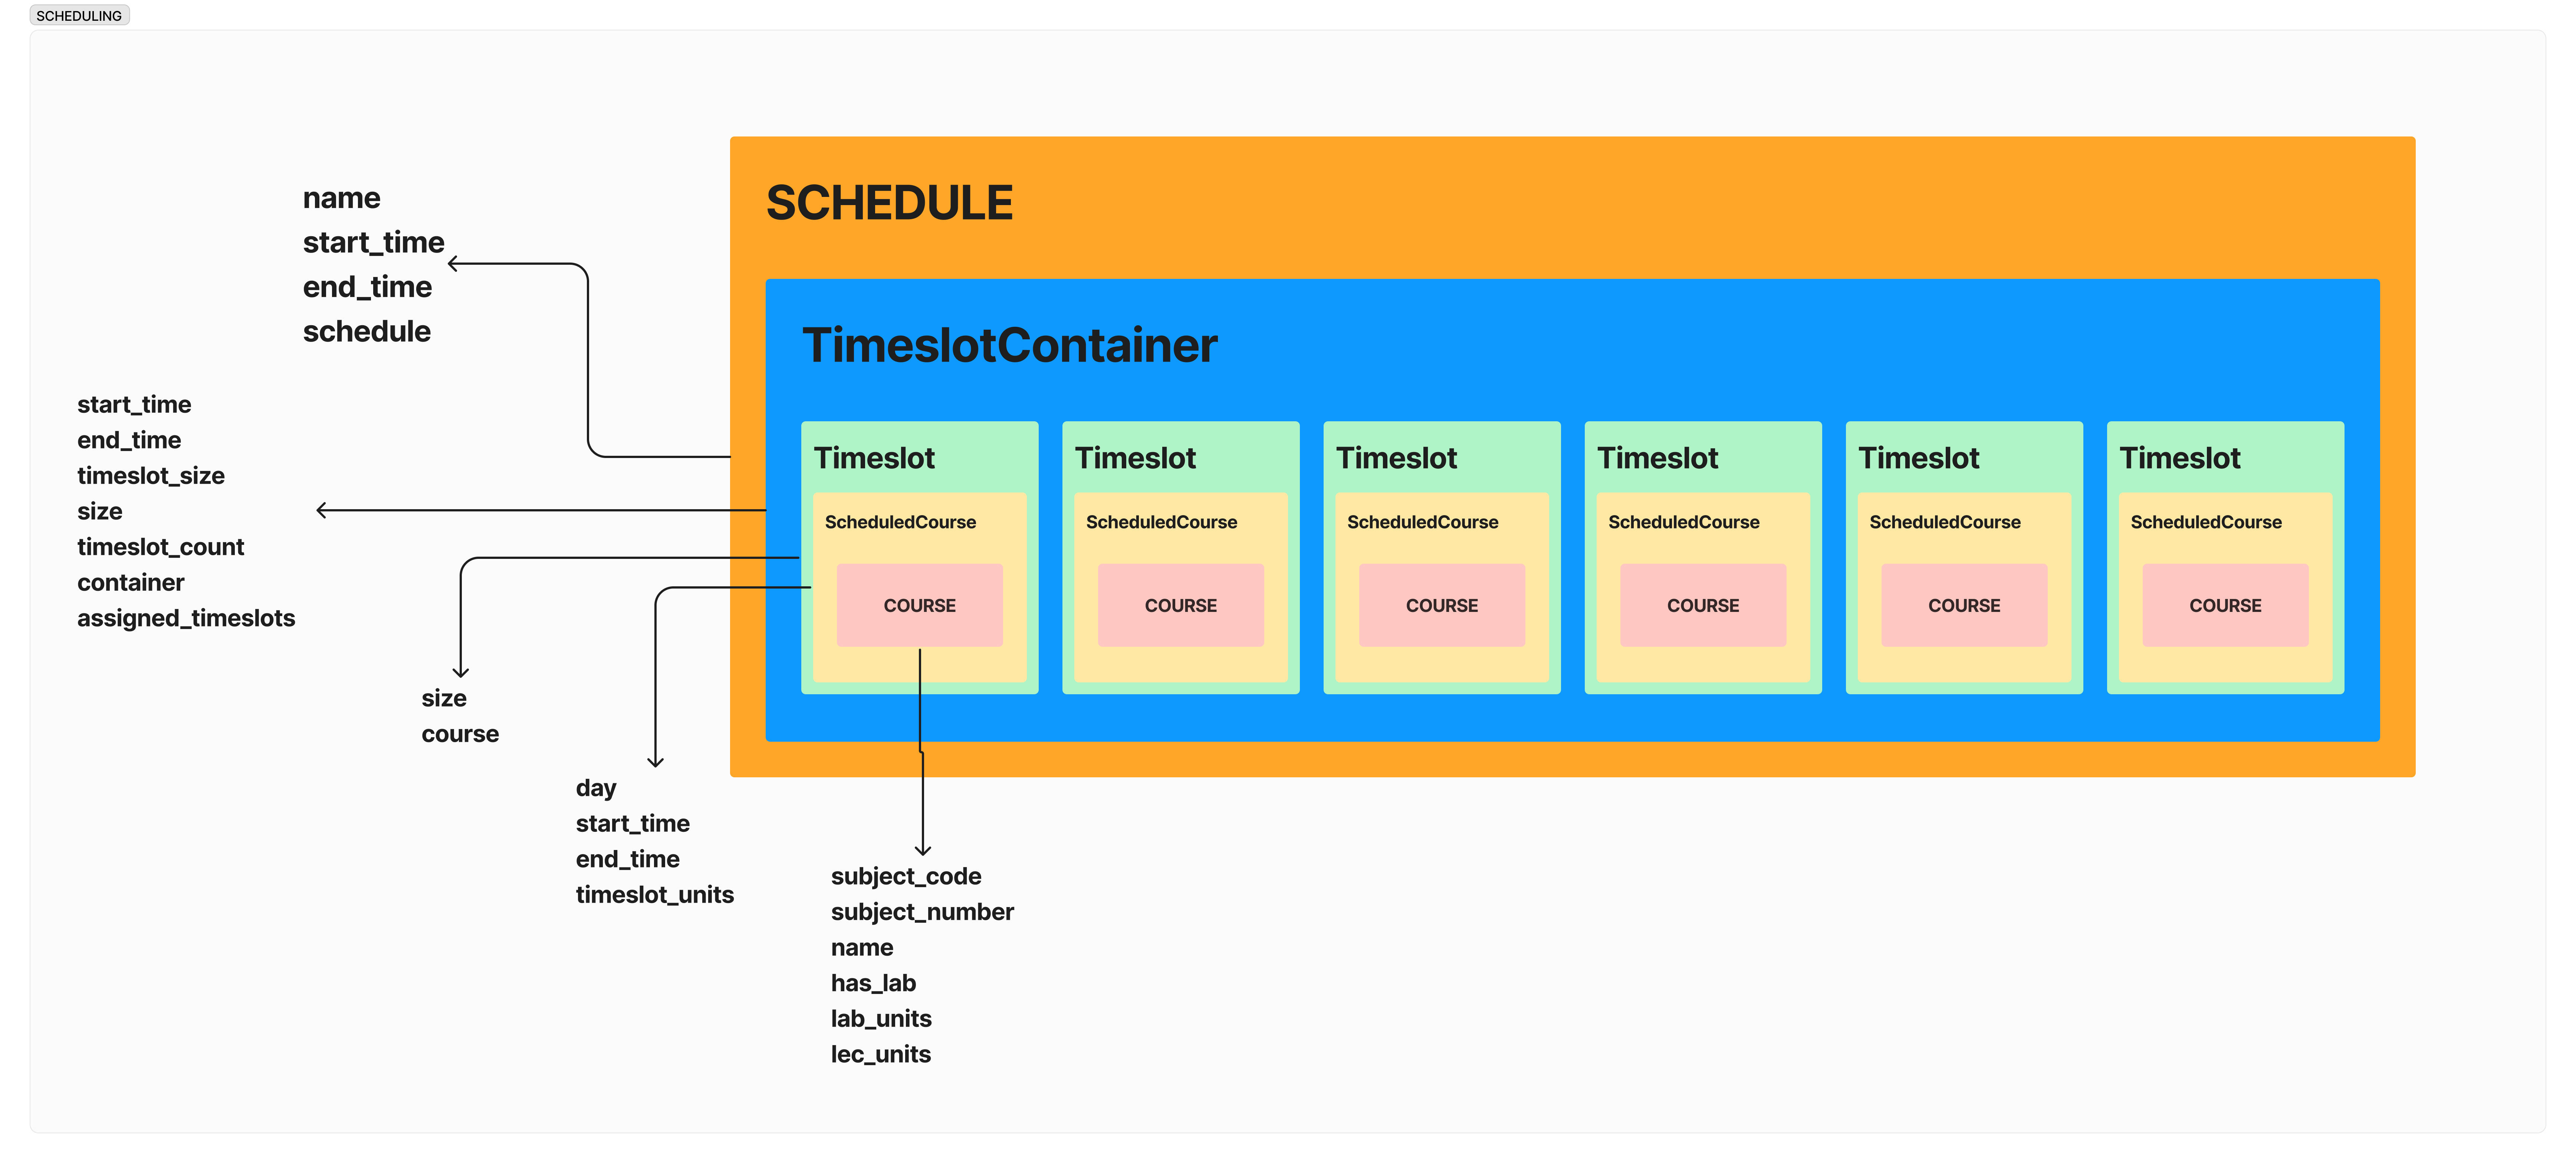 SCHEDULING
name
start_time
end_time
schedule
start_time
end_time
timeslot_size
size
timeslot_count
container
assigned_timeslots
size
course
day
start_time
end_time
timeslot_units
SCHEDULE
TimeslotContainer
Timeslot
ScheduledCourse
COURSE
Timeslot
ScheduledCourse
COURSE
Timeslot
ScheduledCourse
COURSE
Timeslot
ScheduledCourse
COURSE
Timeslot
ScheduledCourse
COURSE
Timeslot
ScheduledCourse
COURSE
subject_code
subject_number
name
has_lab
lab_units
lec_units